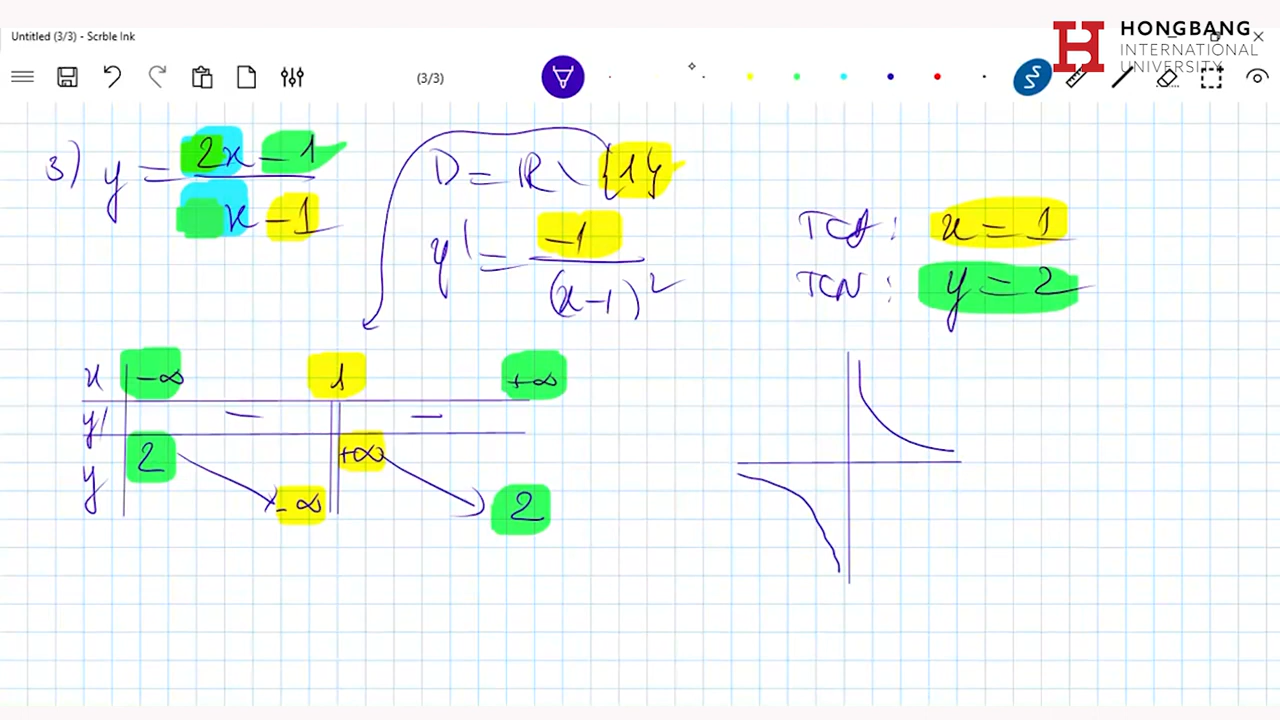 Untitled (3/3) - Scrble Ink
HONGBANG
INTERNATIONAL
UNIVERSITY
(3/3)
3) y = 2x - 1 / x - 1
D = ℝ \ {1}
y' = -1 / (x-1)²
TCĐ: x = 1
TCN: y = 2
x -∞ 1 +∞
y' - || -
y 2 -∞ || +∞ 2